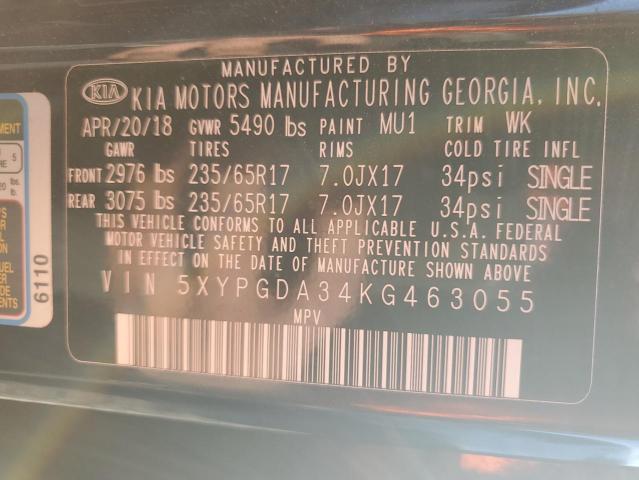 MANUFACTURED BY
KIA KIA MOTORS MANUFACTURING GEORGIA, INC.
APR/20/18 GVWR 5490 lbs PAINT MU1 TRIM WK
GAWR TIRES RIMS COLD TIRE INFL
FRONT 2976 lbs 235/65R17 7.0JX17 34psi SINGLE
REAR 3075 lbs 235/65R17 7.0JX17 34psi SINGLE
THIS VEHICLE CONFORMS TO ALL APPLICABLE U.S.A. FEDERAL
MOTOR VEHICLE SAFETY AND THEFT PREVENTION STANDARDS
IN EFFECT ON THE DATE OF MANUFACTURE SHOWN ABOVE
VIN 5XYPGDA34KG463055
MPV
6110